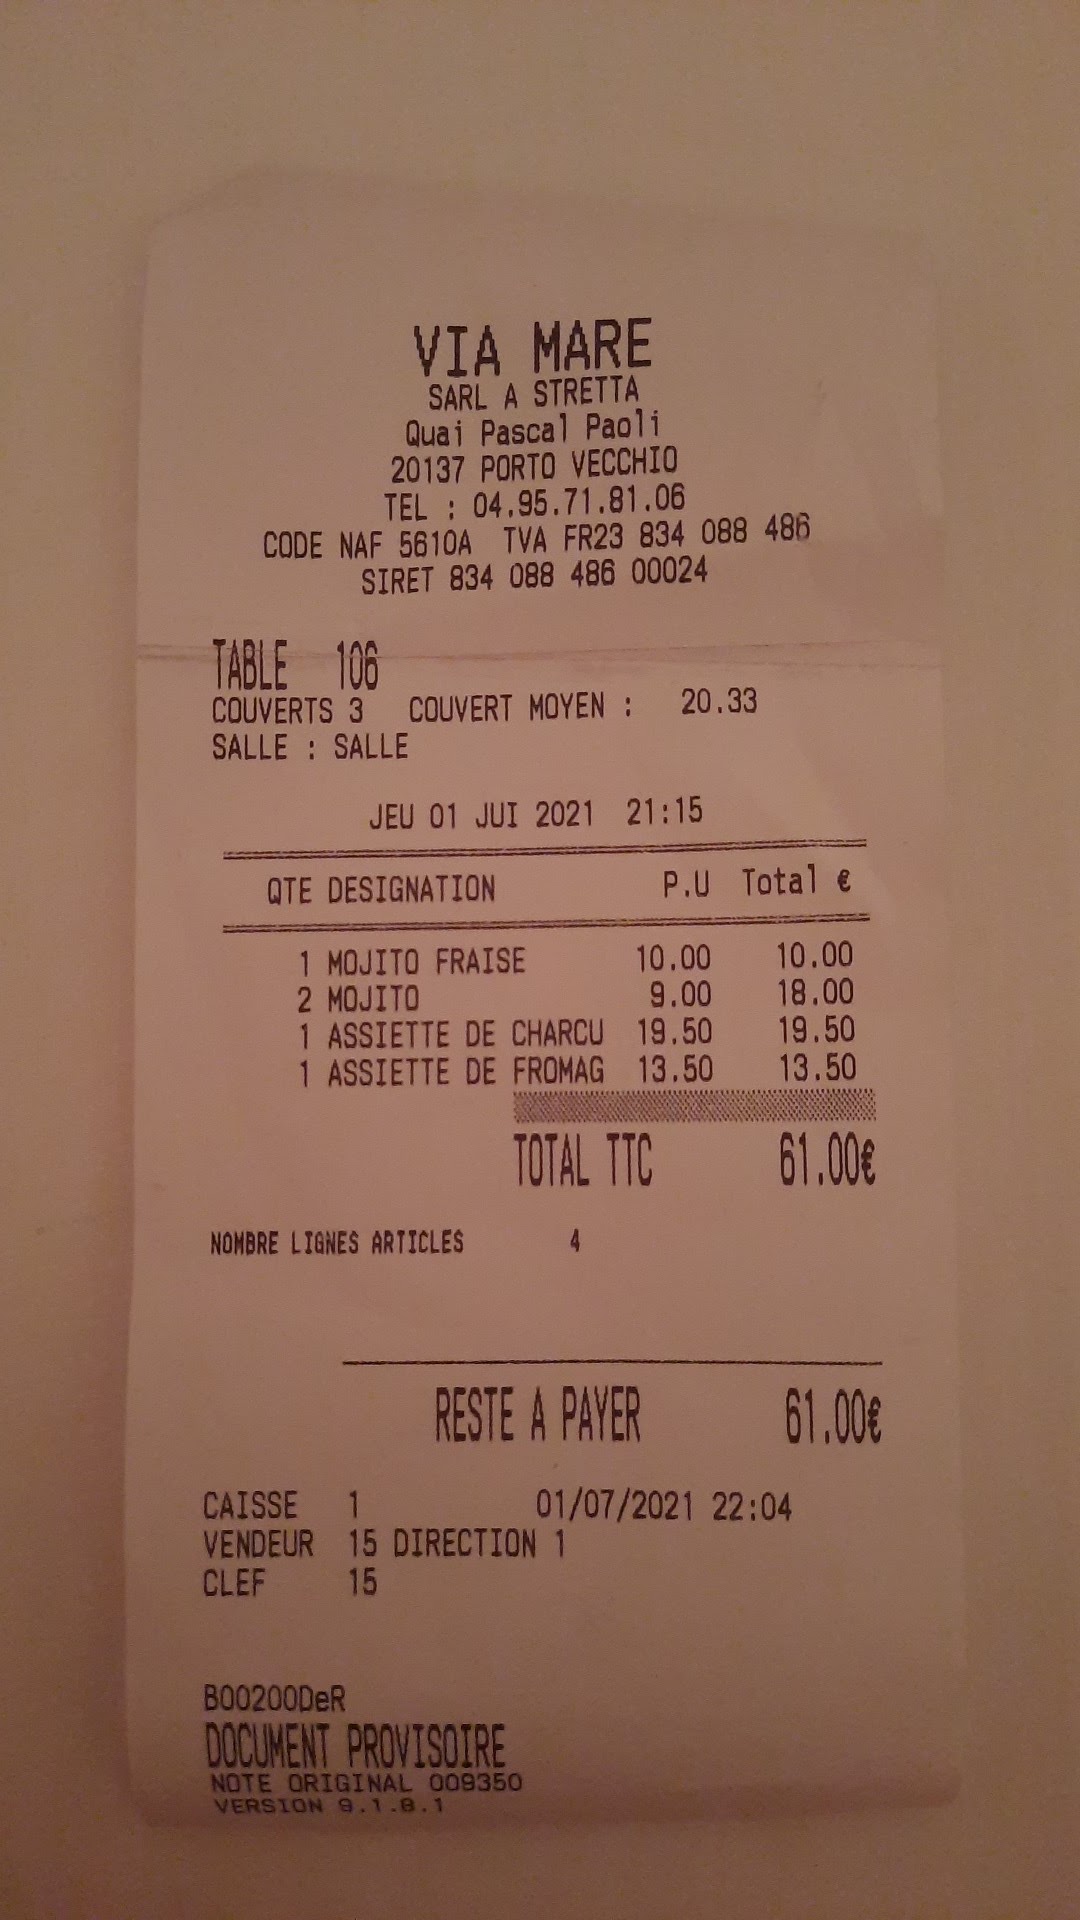 VIA MARE
SARL A STRETTA
Quai Pascal Paoli
20137 PORTO VECCHIO
TEL : 04.95.71.81.06
CODE NAF 5610A TVA FR23 834 088 486
SIRET 834 088 486 00024
TABLE 106
COUVERTS 3 COUVERT MOYEN : 20.33
SALLE : SALLE
JEU 01 JUI 2021 21:15
QTE DESIGNATION P.U Total €
1 MOJITO FRAISE 10.00 10.00
2 MOJITO 9.00 18.00
1 ASSIETTE DE CHARCU 19.50 19.50
1 ASSIETTE DE FROMAG 13.50 13.50
TOTAL TTC 61.00€
NOMBRE LIGNES ARTICLES 4
RESTE A PAYER 61.00€
CAISSE 1 01/07/2021 22:04
VENDEUR 15 DIRECTION 1
CLEF 15
B00200DeR
DOCUMENT PROVISOIRE
NOTE ORIGINAL 009350
VERSION 9.1.8.1